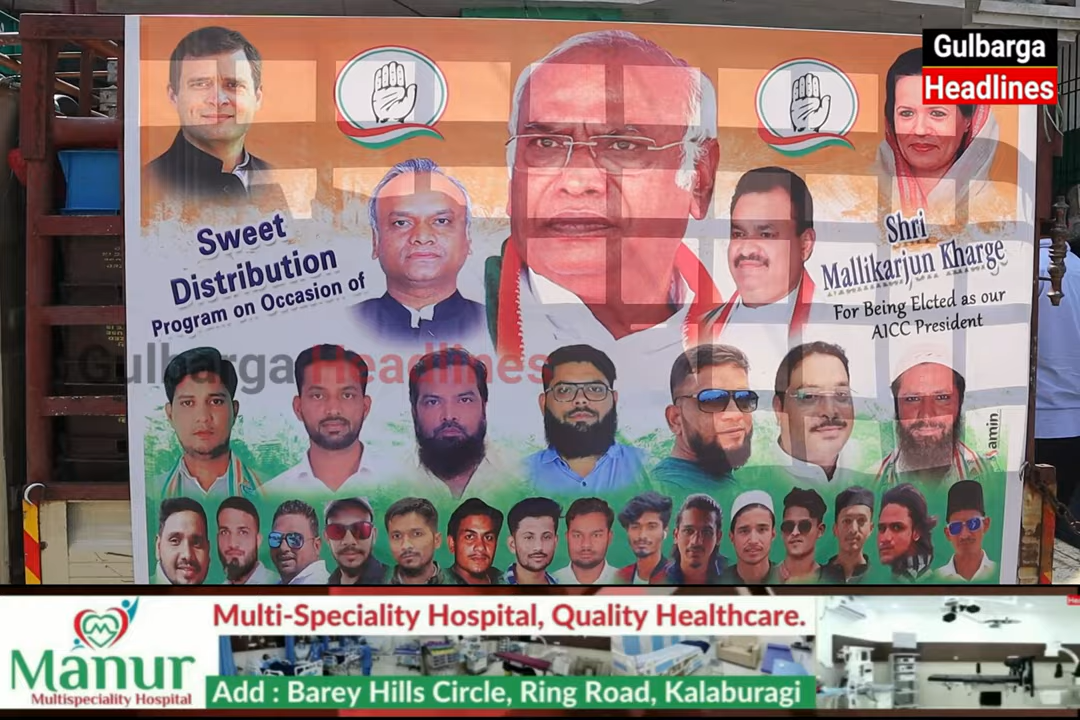 Gulbarga
Headlines
Sweet
Distribution
Program on Occasion of
Shri
Mallikarjun Kharge
For Being Elcted as our
AICC President
Gulbarga Headlines
amin
Manur
Multispeciality Hospital
Multi-Speciality Hospital, Quality Healthcare.
Add : Barey Hills Circle, Ring Road, Kalaburagi